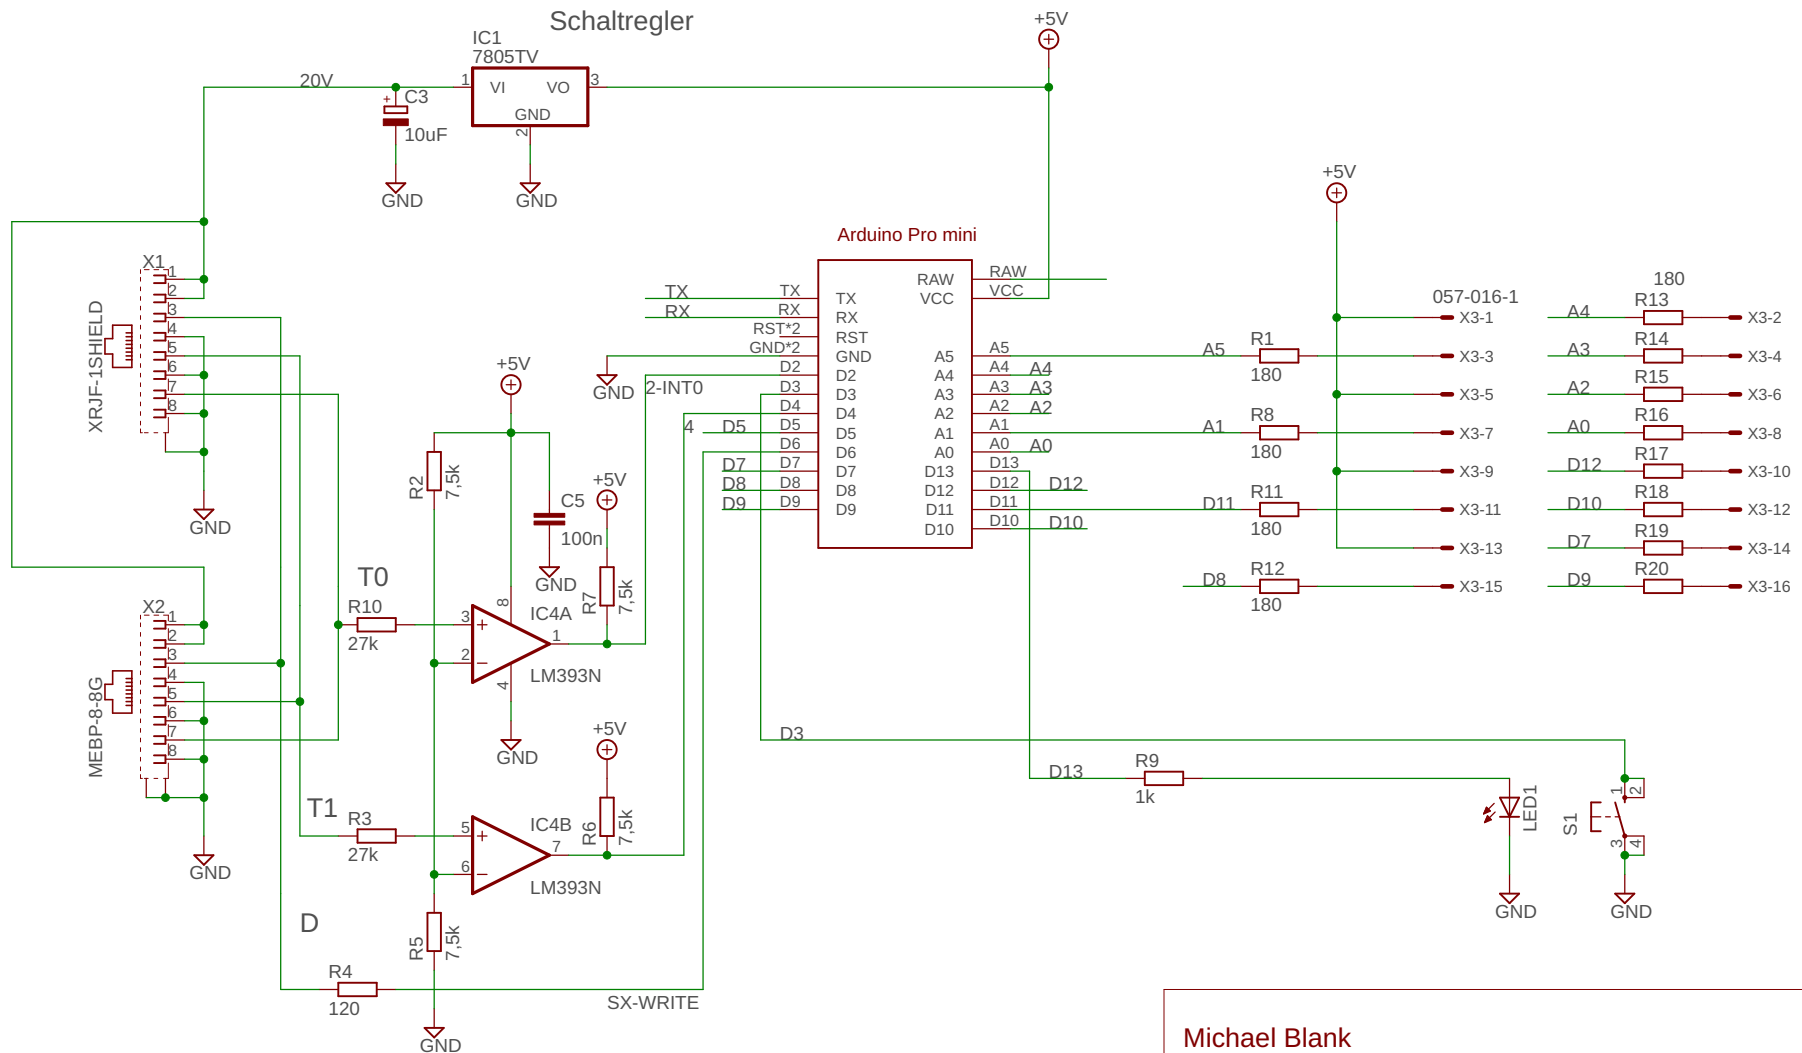 Schaltregler
+5V
IC1
7805TV
20V
1
VI
VO
3
GND
2
+
C3
10uF
GND
GND
+5V
Arduino Pro mini
X1
XRJF-1SHIELD
1
2
3
4
5
6
7
8
GND
TX
RX
TX
RX
RST*2
GND*2
D2
D3
D4
D5
D6
D7
D8
D9
TX
RX
RST
GND
D2
D3
D4
D5
D6
D7
D8
D9
RAW
VCC
A5
A4
A3
A2
A1
A0
D13
D12
D11
D10
RAW
VCC
A5
A4
A3
A2
A1
A0
D13
D12
D11
D10
A4
A3
A2
A0
D12
D10
GND
2-INT0
4
D5
D7
D8
D9
A5
R1
180
A1
R8
180
D11
R11
180
D8
R12
180
057-016-1
X3-1
X3-3
X3-5
X3-7
X3-9
X3-11
X3-13
X3-15
180
A4
R13
X3-2
A3
R14
X3-4
A2
R15
X3-6
A0
R16
X3-8
D12
R17
X3-10
D10
R18
X3-12
D7
R19
X3-14
D9
R20
X3-16
+5V
R2
7,5k
C5
100n
GND
+5V
R7
7,5k
T0
R10
27k
3
2
8
4
1
IC4A
LM393N
GND
X2
MEBP-8-8G
1
2
3
4
5
6
7
8
GND
+5V
R6
7,5k
T1
R3
27k
5
6
7
IC4B
LM393N
D
R5
7,5k
R4
120
SX-WRITE
GND
D3
D13
R9
1k
LED1
GND
S1
1
2
3
4
GND
Michael Blank